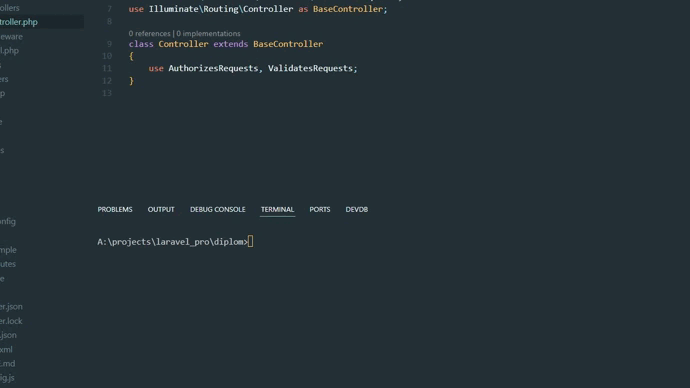 ollers
troller.php
eware
l.php
s
ers
p
e
s
nfig
mple
utes
e
er.json
er.lock
.json
xml
.md
fig.js
7 use Illuminate\Routing\Controller as BaseController;
8
0 references | 0 implementations
9 class Controller extends BaseController
10 {
11 use AuthorizesRequests, ValidatesRequests;
12 }
13
PROBLEMS OUTPUT DEBUG CONSOLE TERMINAL PORTS DEVDB
A:\projects\laravel_pro\diplom>